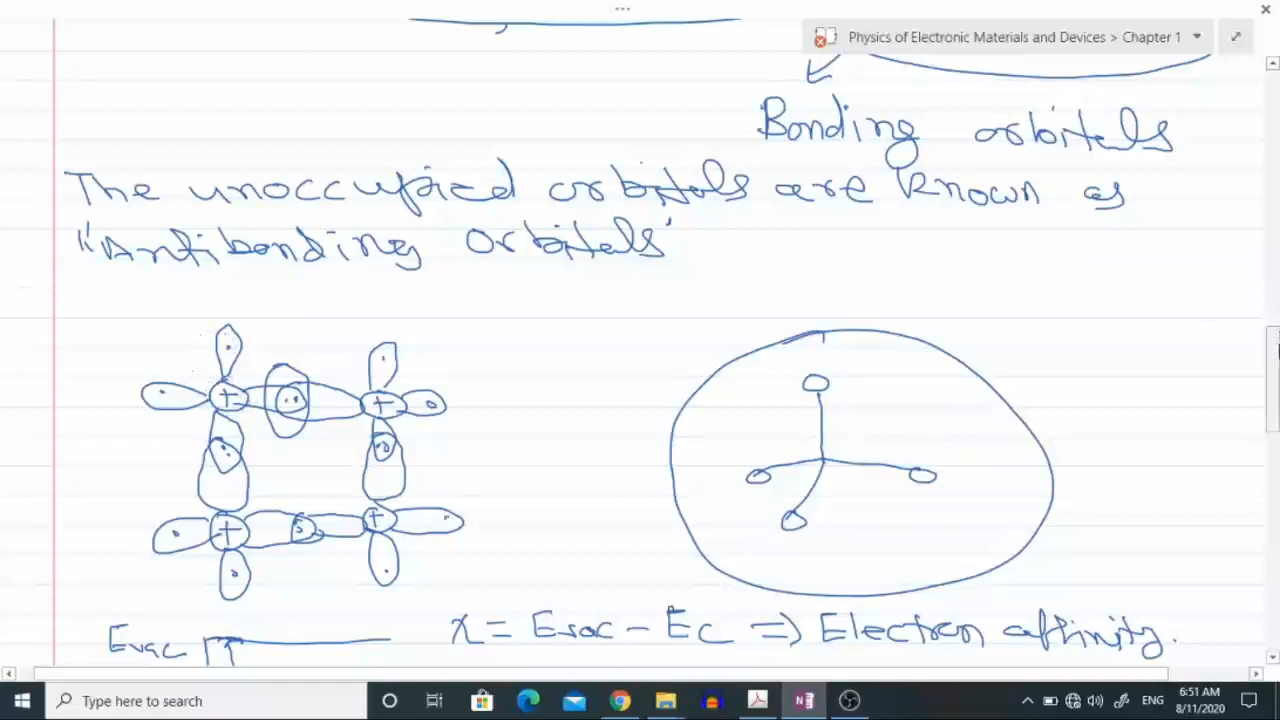 Physics of Electronic Materials and Devices > Chapter 1
Bonding orbitals
The unoccupied orbitals are known as
"Antibonding Orbitals"
+ +
+ +
Evac
χ = Evac - Ec => Electron affinity.
Type here to search
ENG
6:51 AM
8/11/2020